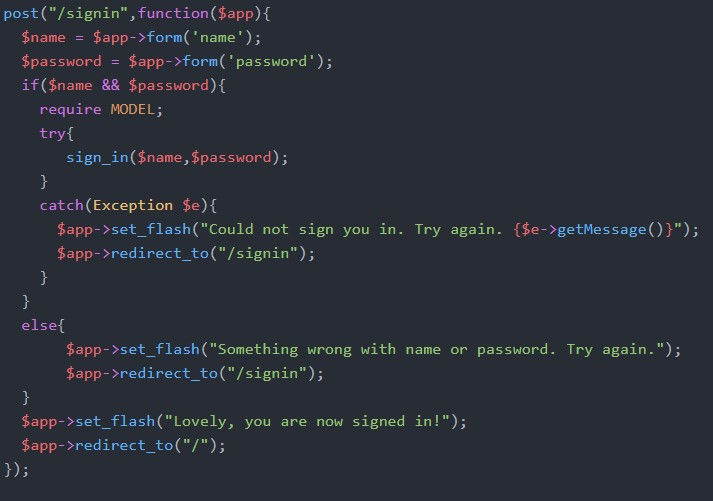 post("/signin",function($app){
  $name = $app->form('name');
  $password = $app->form('password');
  if($name && $password){
    require MODEL;
    try{
       sign_in($name,$password);
    }
    catch(Exception $e){
      $app->set_flash("Could not sign you in. Try again. {$e->getMessage()}");
      $app->redirect_to("/signin");
    }
  }
  else{
       $app->set_flash("Something wrong with name or password. Try again.");
       $app->redirect_to("/signin");
  }
  $app->set_flash("Lovely, you are now signed in!");
  $app->redirect_to("/");
});